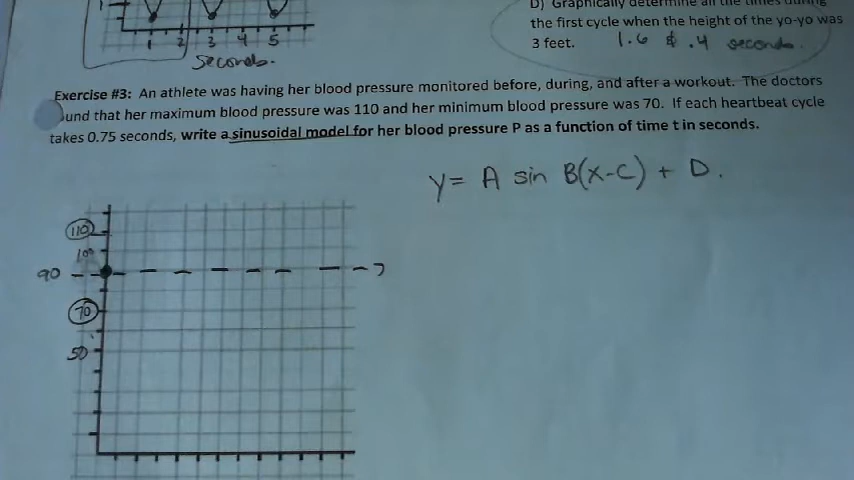 1
1 2 3 4 5
Seconds.
D) Graphically determine all the times during
the first cycle when the height of the yo-yo was
3 feet. 1.6 & .4 seconds.
Exercise #3: An athlete was having her blood pressure monitored before, during, and after a workout. The doctors
ound that her maximum blood pressure was 110 and her minimum blood pressure was 70. If each heartbeat cycle
takes 0.75 seconds, write a sinusoidal model for her blood pressure P as a function of time t in seconds.
y = A sin B(x-c) + D.
110
100
90
70
50